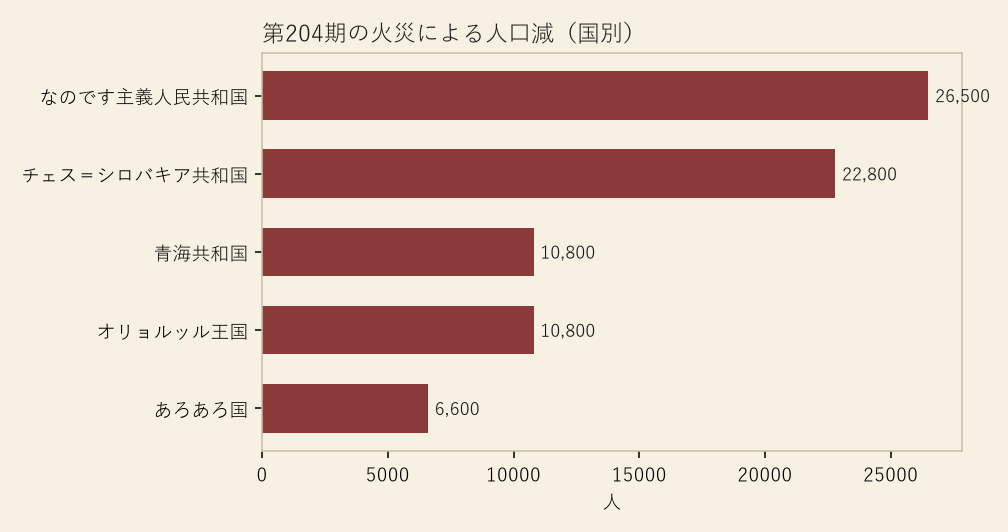 第204期の火災による人口減（国別）
なのです主義人民共和国
26,500
チェス＝シロバキア共和国
22,800
青海共和国
10,800
オリョルッル王国
10,800
あろあろ国
6,600
0 5000 10000 15000 20000 25000
人